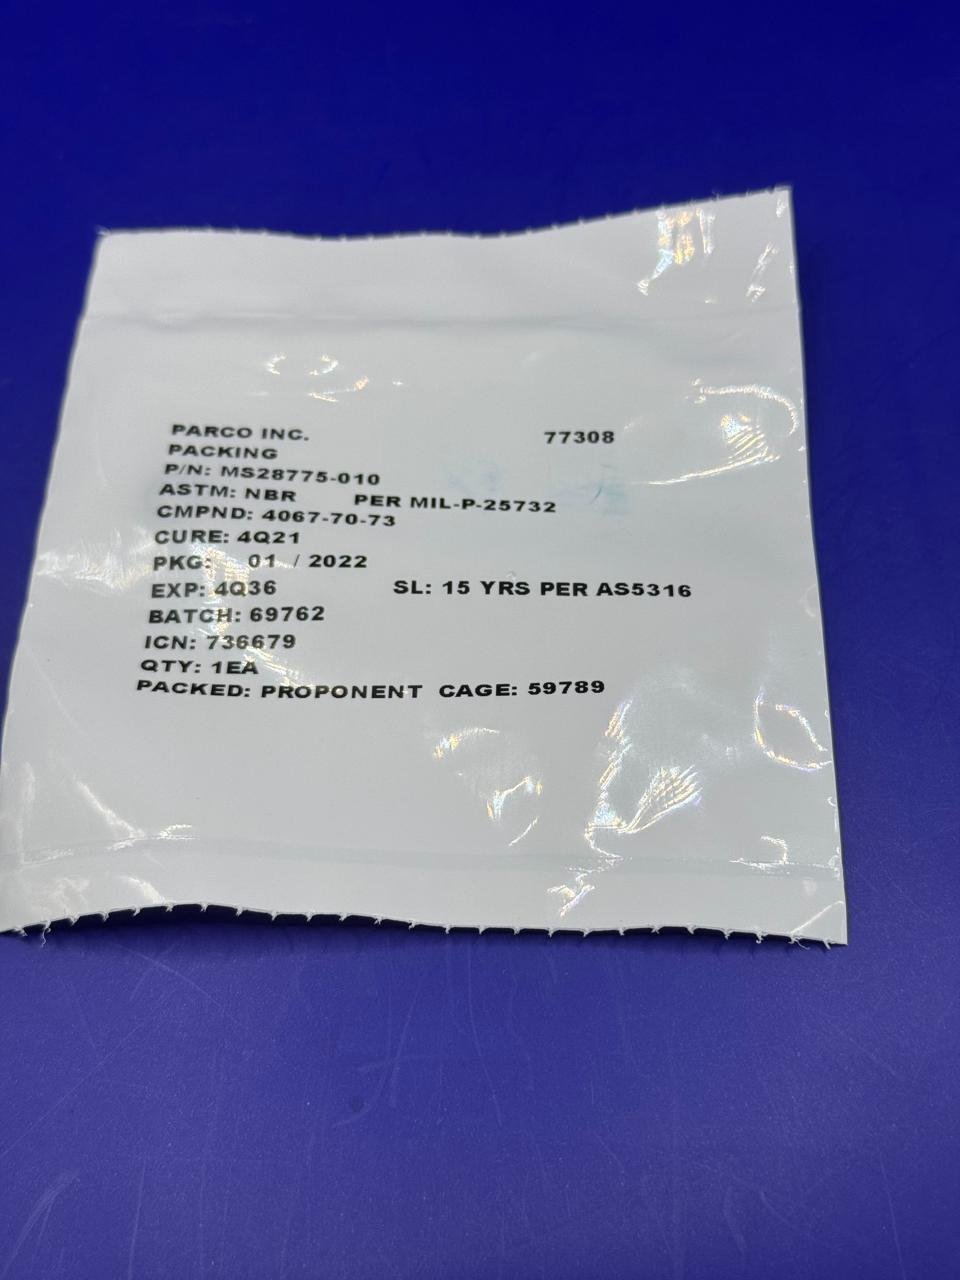 PARCO INC. 77308
PACKING
P/N: MS28775-010
ASTM: NBR PER MIL-P-25732
CMPND: 4067-70-73
CURE: 4Q21
PKG: 01 / 2022
EXP: 4Q36 SL: 15 YRS PER AS5316
BATCH: 69762
ICN: 736679
QTY: 1EA
PACKED: PROPONENT CAGE: 59789